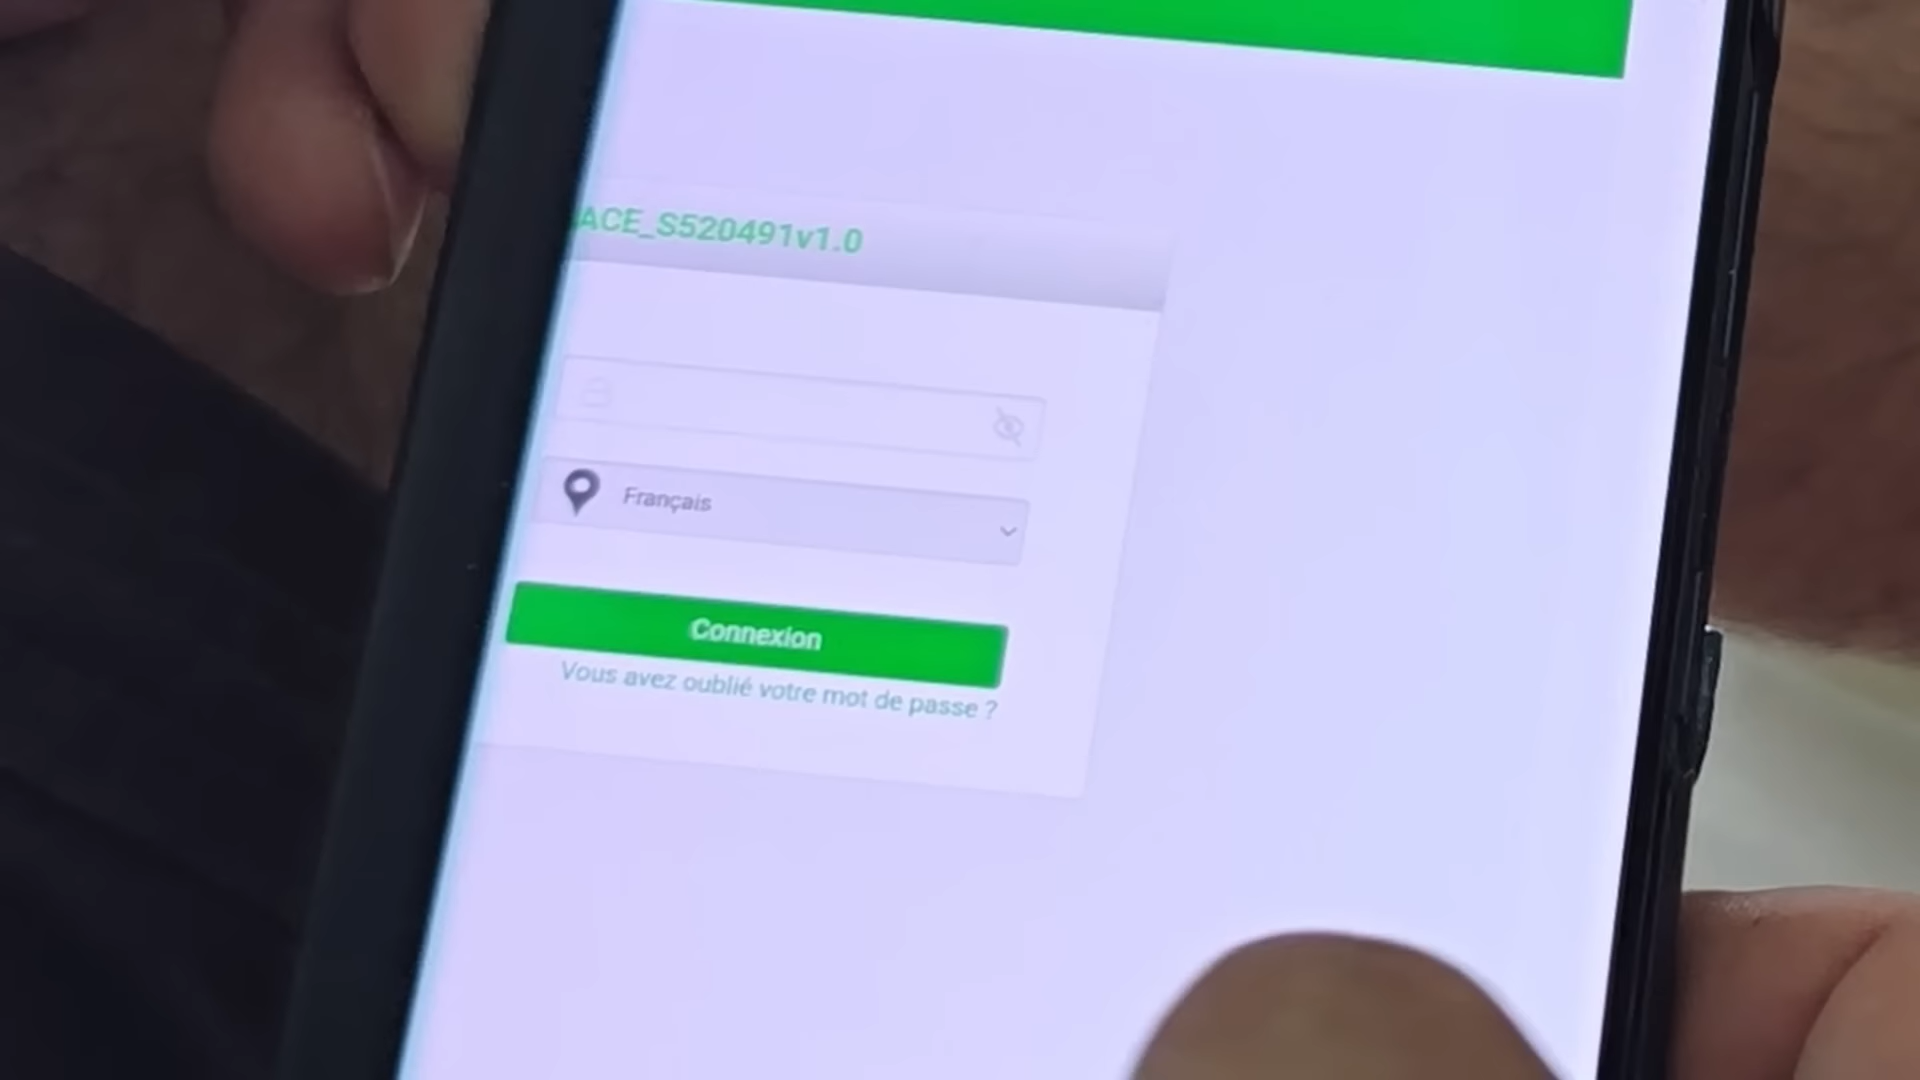 ACE_S520491v1.0
Français
Connexion
Vous avez oublié votre mot de passe ?